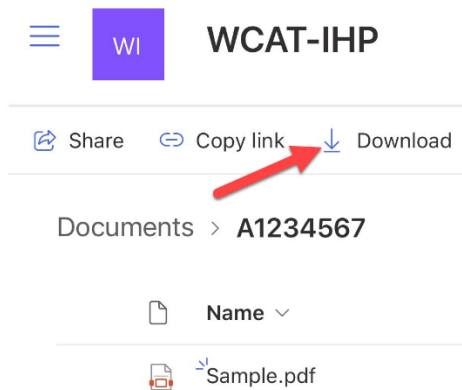 WI WCAT-IHP
Share Copy link Download
Documents > A1234567
Name
Sample.pdf